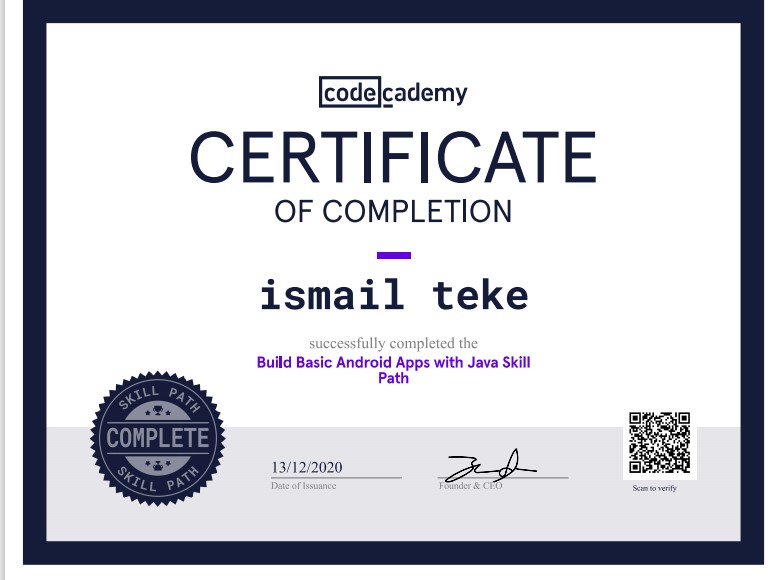 codecademy
CERTIFICATE
OF COMPLETION
ismail teke
successfully completed the
Build Basic Android Apps with Java Skill
Path
SKILL PATH
COMPLETE
SKILL PATH
13/12/2020
Date of Issuance
Founder & CEO
Scan to verify